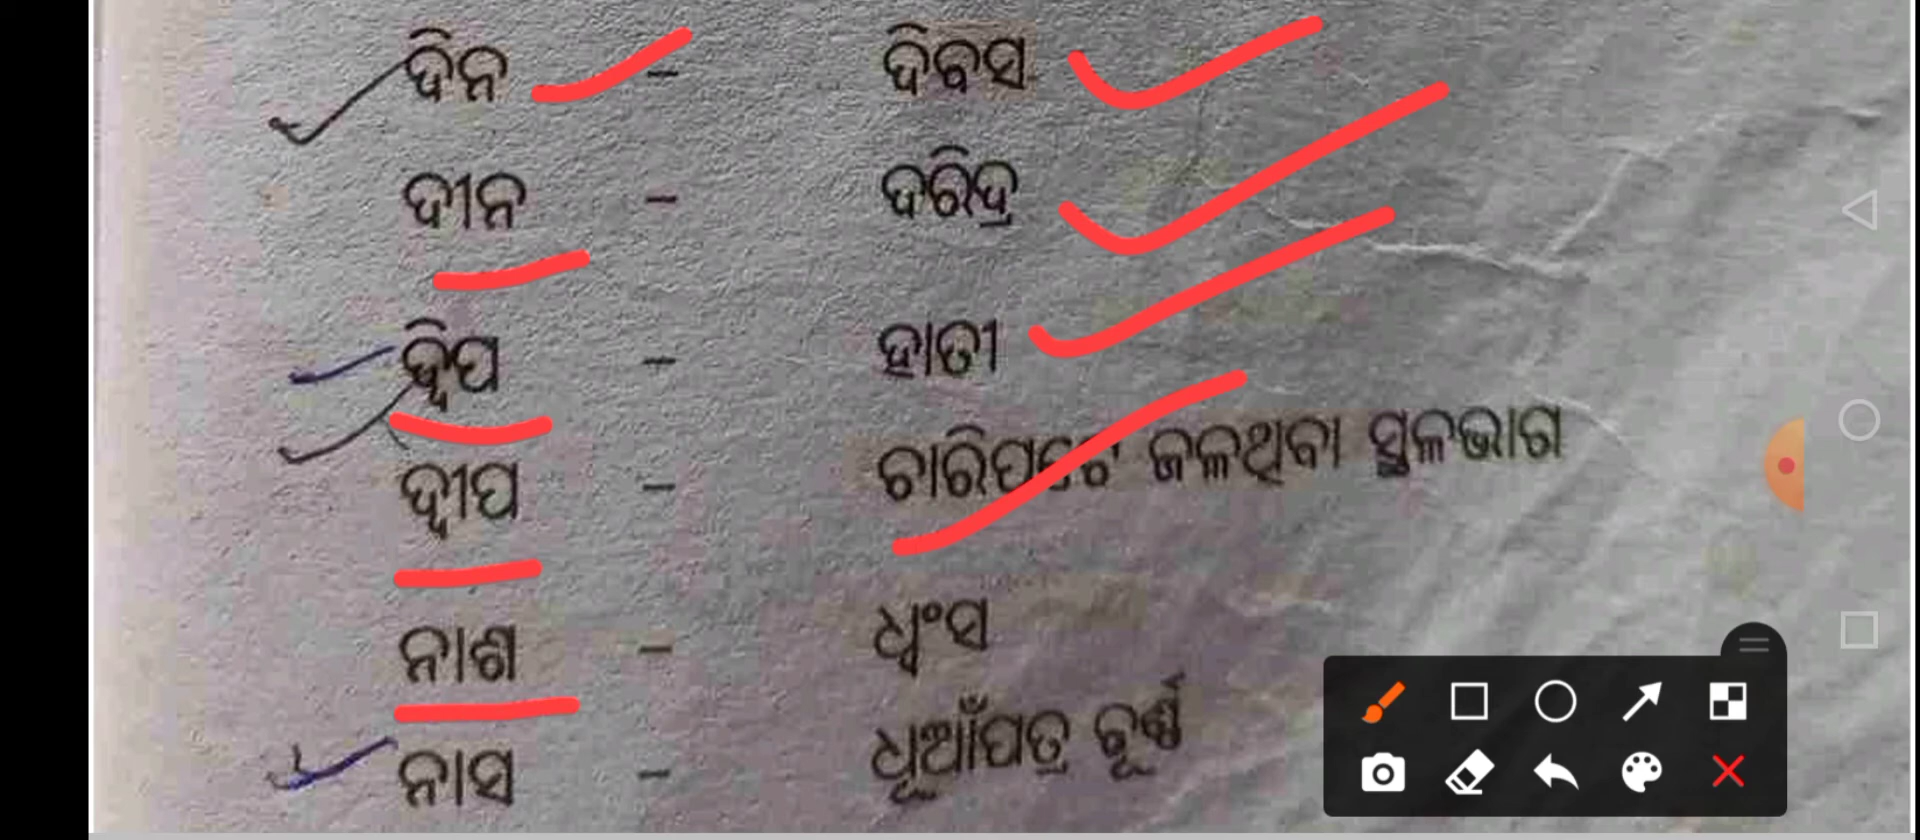 ଦିନ - ଦିବସ
ଦୀନ - ଦରିଦ୍ର
ଦ୍ୱିପ - ହାତୀ
ଦ୍ୱୀପ - ଚାରିପଟେ ଜଳଥିବା ସ୍ଥଳଭାଗ
ନାଶ - ଧ୍ୱଂସ
ନାସ - ଧୂଆଁପତ୍ର ଚୂର୍ଣ୍ଣ